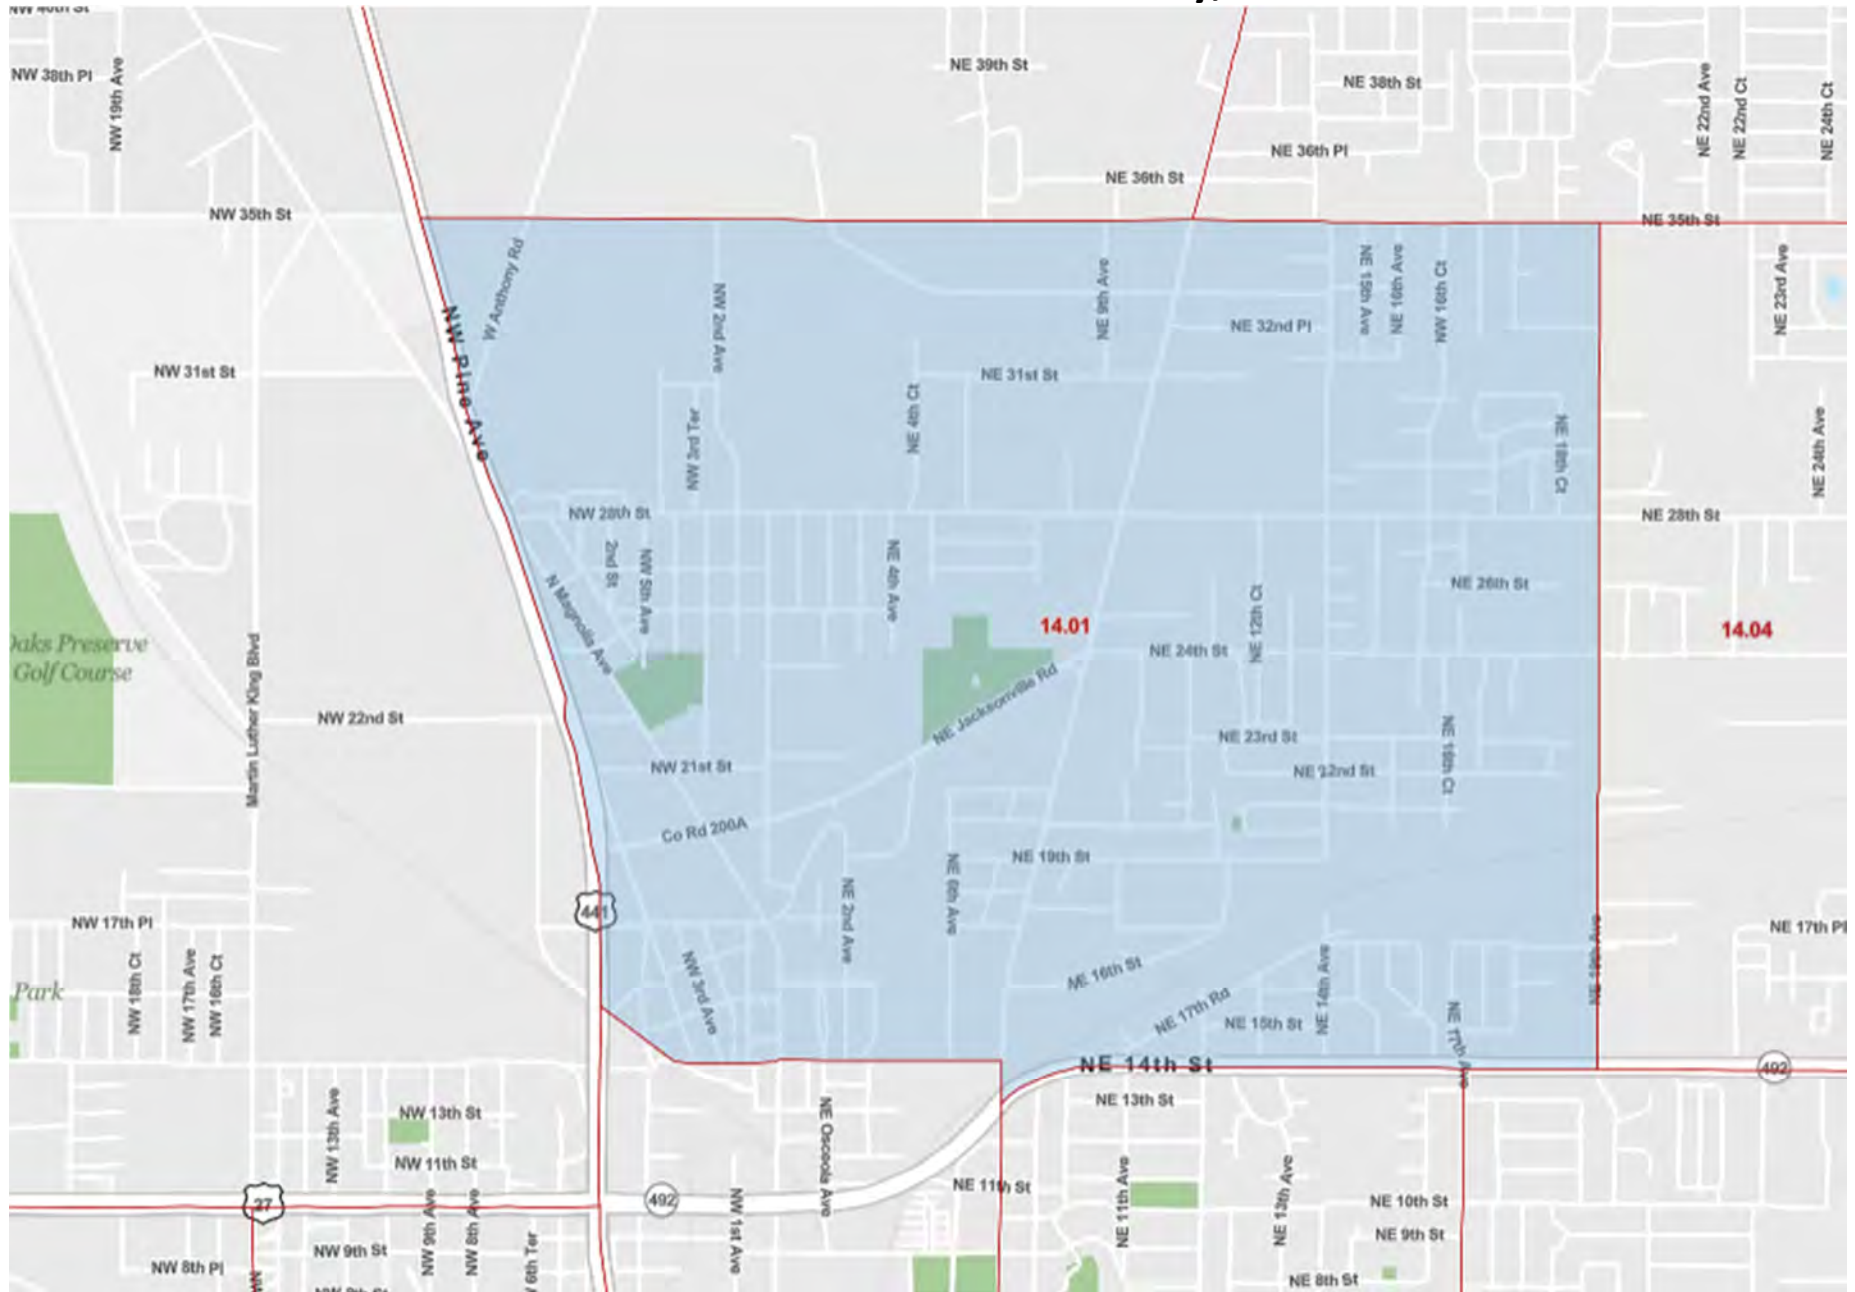 NW 38th Pl
NW 19th Ave
NE 39th St
NE 38th St
NE 22nd Ave
NE 22nd Ct
NE 24th Ct
NE 36th Pl
NE 36th St
NW 35th St
NE 35th St
W Anthony Rd
NW 2nd Ave
NE 9th Ave
NE 15th Ave
NE 16th Ave
NW 16th Ct
NE 23rd Ave
NE 32nd Pl
NW Pine Ave
NW 31st St
NE 31st St
NW 3rd Ter
NE 4th Ct
NE 18th Ct
NE 24th Ave
NW 28th St
NE 28th St
2nd St
NW 5th Ave
NE 4th Ave
NE 26th St
N Magnolia Ave
NE 12th Ct
14.01
14.04
Oaks Preserve
Golf Course
NE 24th St
Martin Luther King Blvd
NE Jacksonville Rd
NW 22nd St
NE 23rd St
NE 16th Ct
NW 21st St
NE 22nd St
Co Rd 200A
NE 19th St
NE 2nd Ave
NE 6th Ave
441
NW 17th Pl
NE 17th Pl
NE 19th Ave
NW 18th Ct
NW 17th Ave
NW 16th Ct
Park
NW 3rd Ave
NE 16th St
NE 14th Ave
NE 17th Rd
NE 15th St
NE 17th Ave
NE 14th St
492
NE 13th St
NW 13th Ave
NW 13th St
NE Osceola Ave
NW 11th St
NE 11th St
NE 11th Ave
NE 13th Ave
27
492
NE 10th St
NW 9th Ave
NW 8th Ave
NW 1st Ave
NE 9th St
NW 9th St
6th Ter
NW 8th Pl
NE 8th St